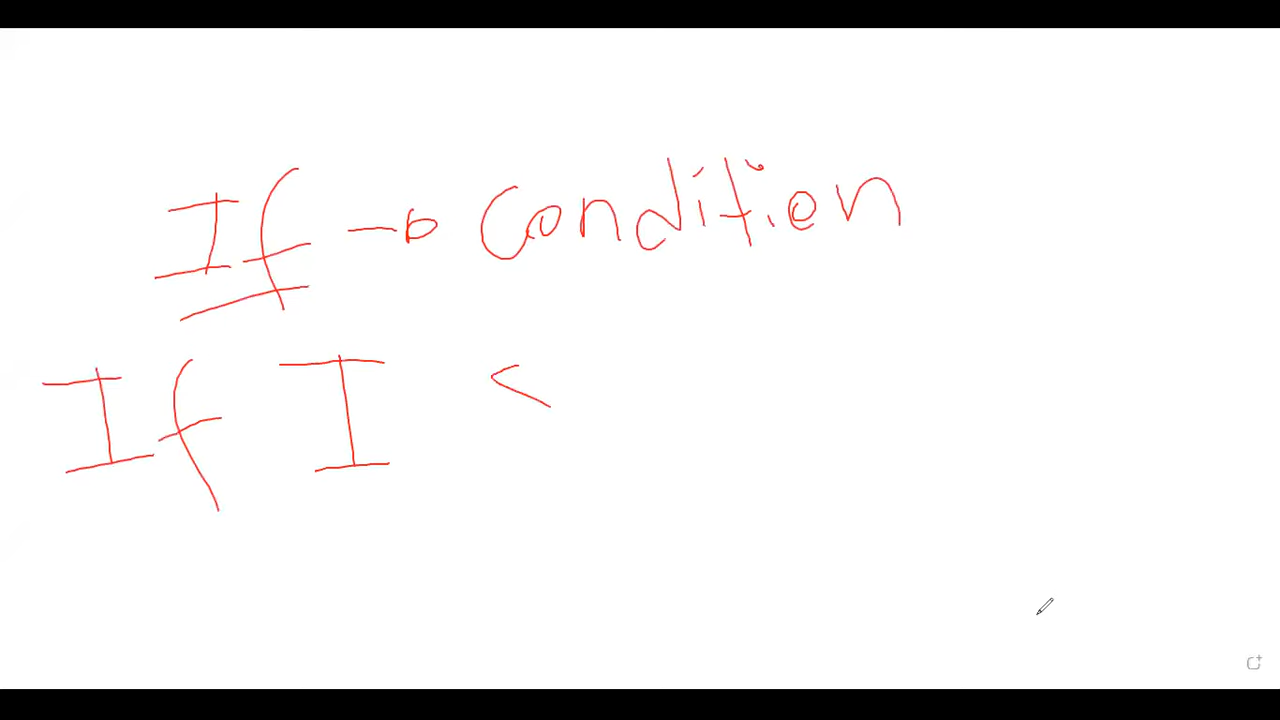 If → condition
If I <